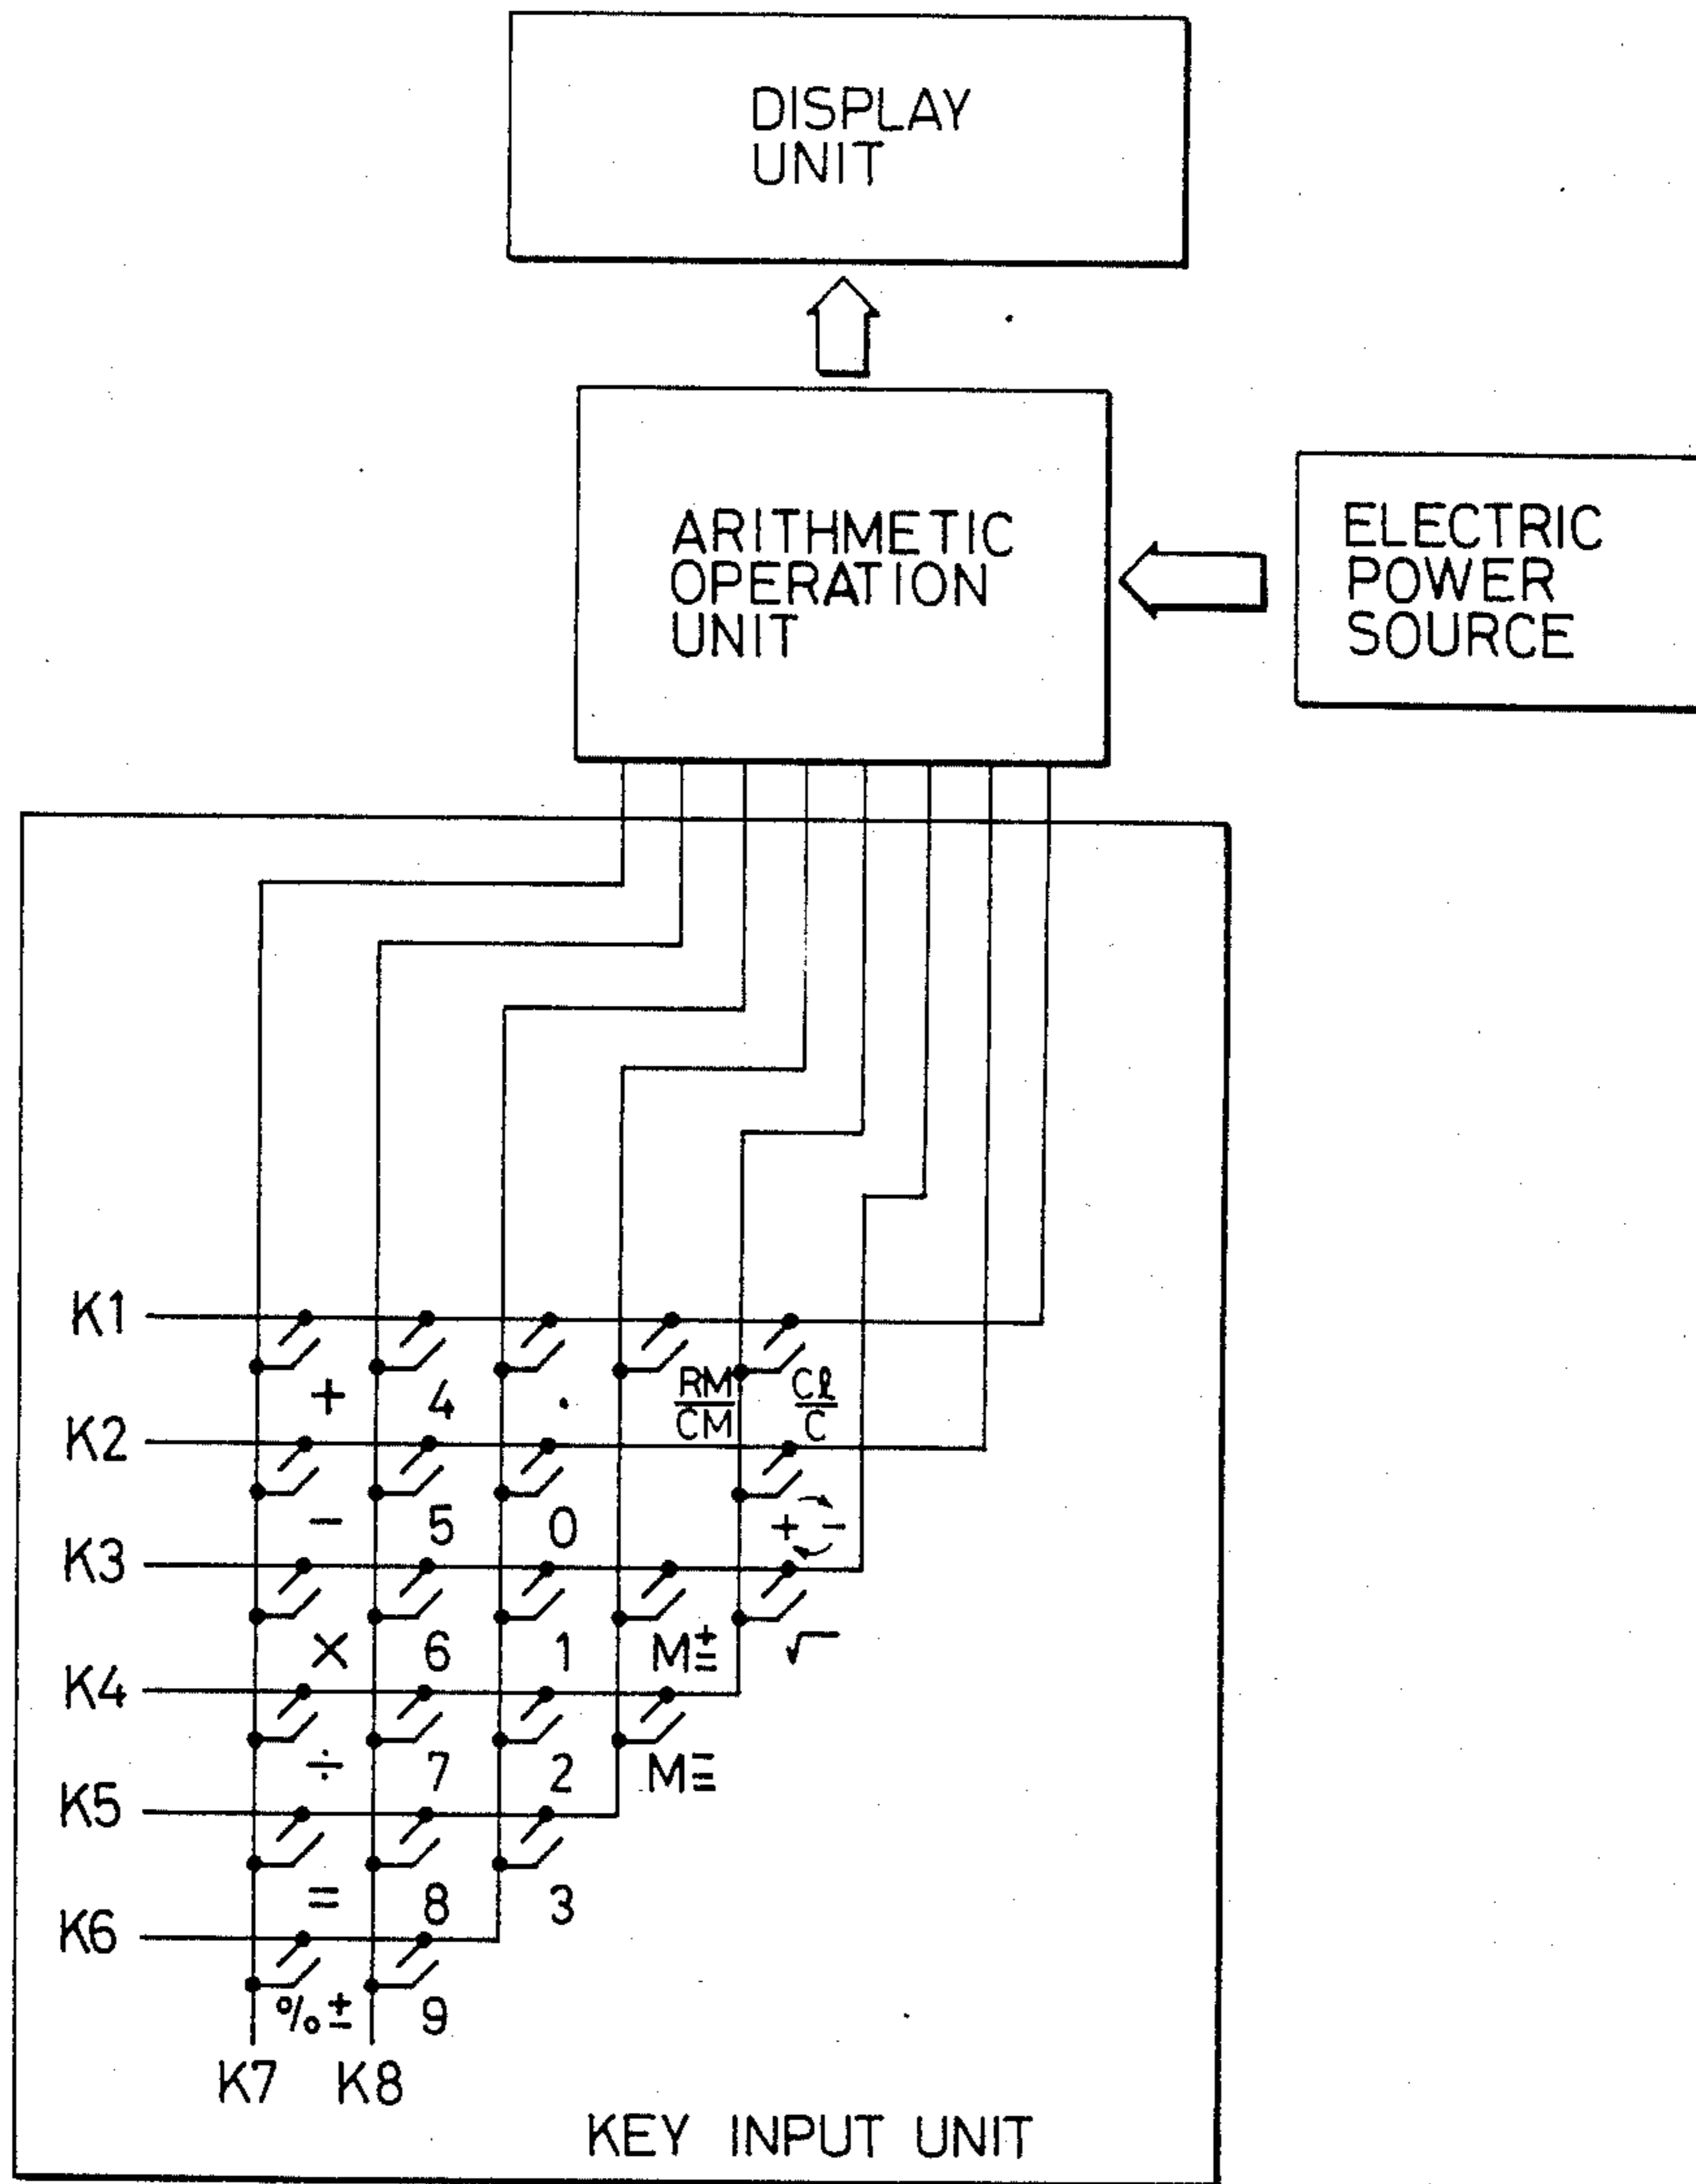 DISPLAY
UNIT
ARITHMETIC
OPERATION
UNIT
ELECTRIC
POWER
SOURCE
K1
+ 4 . RM/CM Cl/C
K2
- 5 0 + -
K3
× 6 1 M± √
K4
÷ 7 2 M=
K5
= 8 3
K6
%± 9
K7 K8
KEY INPUT UNIT